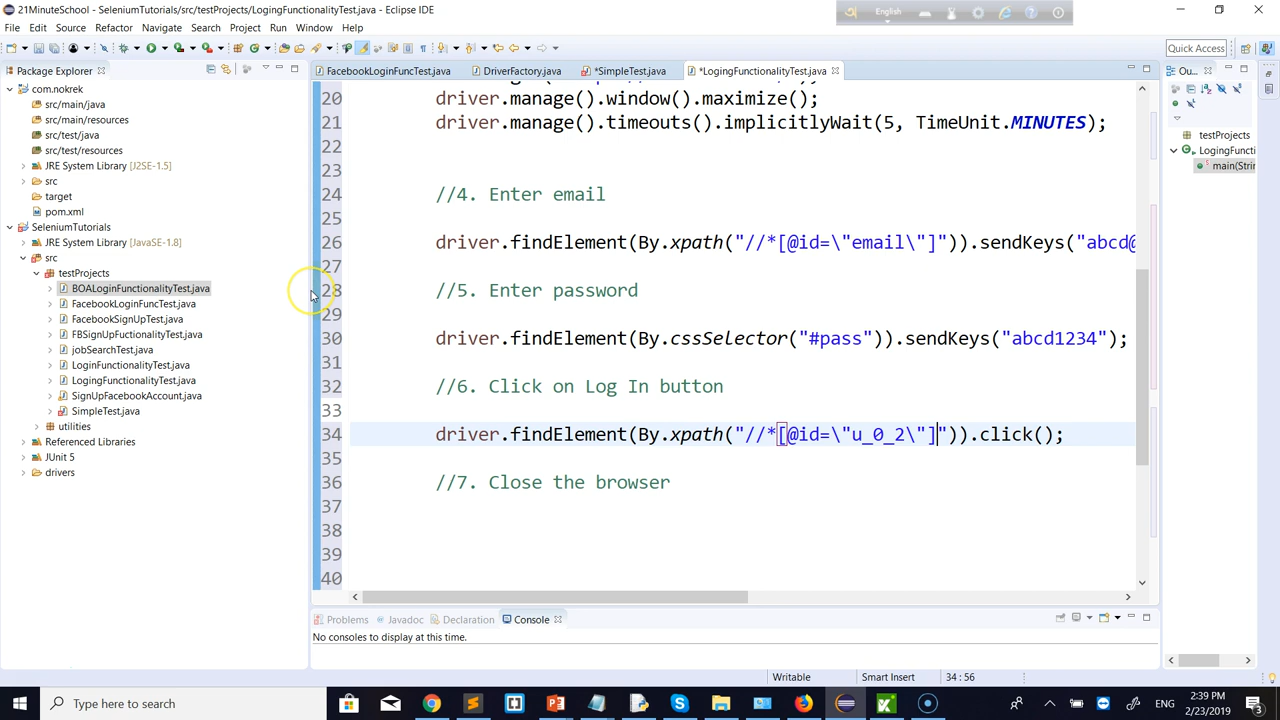 21MinuteSchool - SeleniumTutorials/src/testProjects/LogingFunctionalityTest.java - Eclipse IDE
English
File Edit Source Refactor Navigate Search Project Run Window Help
Quick Access
Package Explorer
FacebookLoginFuncTest.java DriverFactory.java *SimpleTest.java *LogingFunctionalityTest.java
Ou...
com.nokrek
src/main/java
src/main/resources
src/test/java
src/test/resources
JRE System Library [J2SE-1.5]
src
target
pom.xml
SeleniumTutorials
JRE System Library [JavaSE-1.8]
src
testProjects
BOALoginFunctionalityTest.java
FacebookLoginFuncTest.java
FacebookSignUpTest.java
FBSignUpFuctionalityTest.java
jobSearchTest.java
LoginFunctionalityTest.java
LogingFunctionalityTest.java
SignUpFacebookAccount.java
SimpleTest.java
utilities
Referenced Libraries
JUnit 5
drivers
20 driver.manage().window().maximize();
21 driver.manage().timeouts().implicitlyWait(5, TimeUnit.MINUTES);
22
23
24 //4. Enter email
25
26 driver.findElement(By.xpath("//*[@id=\"email\"]")).sendKeys("abcd@
27
28 //5. Enter password
29
30 driver.findElement(By.cssSelector("#pass")).sendKeys("abcd1234");
31
32 //6. Click on Log In button
33
34 driver.findElement(By.xpath("//*[@id=\"u_0_2\"]")).click();
35
36 //7. Close the browser
37
38
39
40
testProjects
LogingFuncti
main(Strin
Problems Javadoc Declaration Console
No consoles to display at this time.
Writable Smart Insert 34 : 56
Type here to search
ENG
2:39 PM
2/23/2019
3